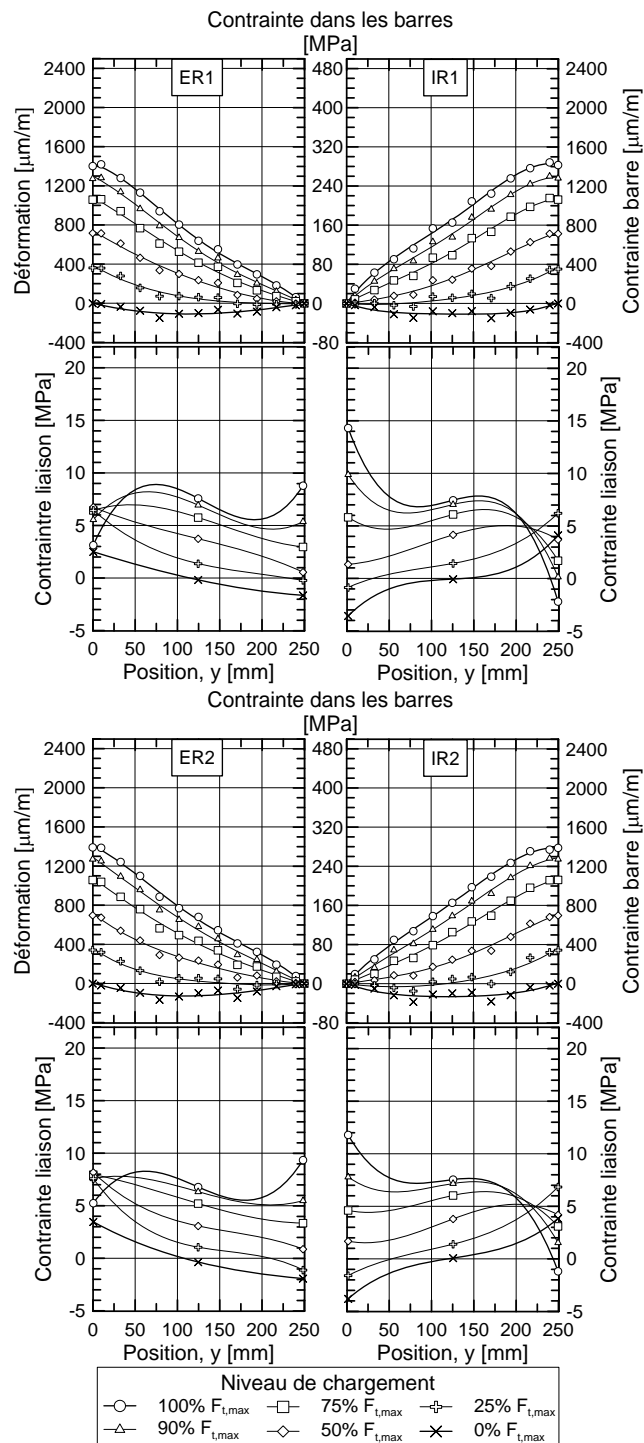 Contrainte dans les barres
[MPa]
ER1 IR1
2400 480 2400
2000 400 2000
1600 320 1600
1200 240 1200
800 160 800
400 80 400
0 0 0
-400 -80 -400
Déformation [µm/m]
Contrainte barre [µm/m]
20 20
15 15
10 10
5 5
0 0
-5 -5
Contraintre liaison [MPa]
Contrainte liaison [MPa]
0 50 100 150 200 250 0 50 100 150 200 250
Position, y [mm] Position, y [mm]
Contrainte dans les barres
[MPa]
ER2 IR2
2400 480 2400
2000 400 2000
1600 320 1600
1200 240 1200
800 160 800
400 80 400
0 0 0
-400 -80 -400
Déformation [µm/m]
Contrainte barre [µm/m]
20 20
15 15
10 10
5 5
0 0
-5 -5
Contrainte liaison [MPa]
Contrainte liaison [MPa]
0 50 100 150 200 250 0 50 100 150 200 250
Position, y [mm] Position, y [mm]
Niveau de chargement
100% Ft,max 75% Ft,max 25% Ft,max
90% Ft,max 50% Ft,max 0% Ft,max